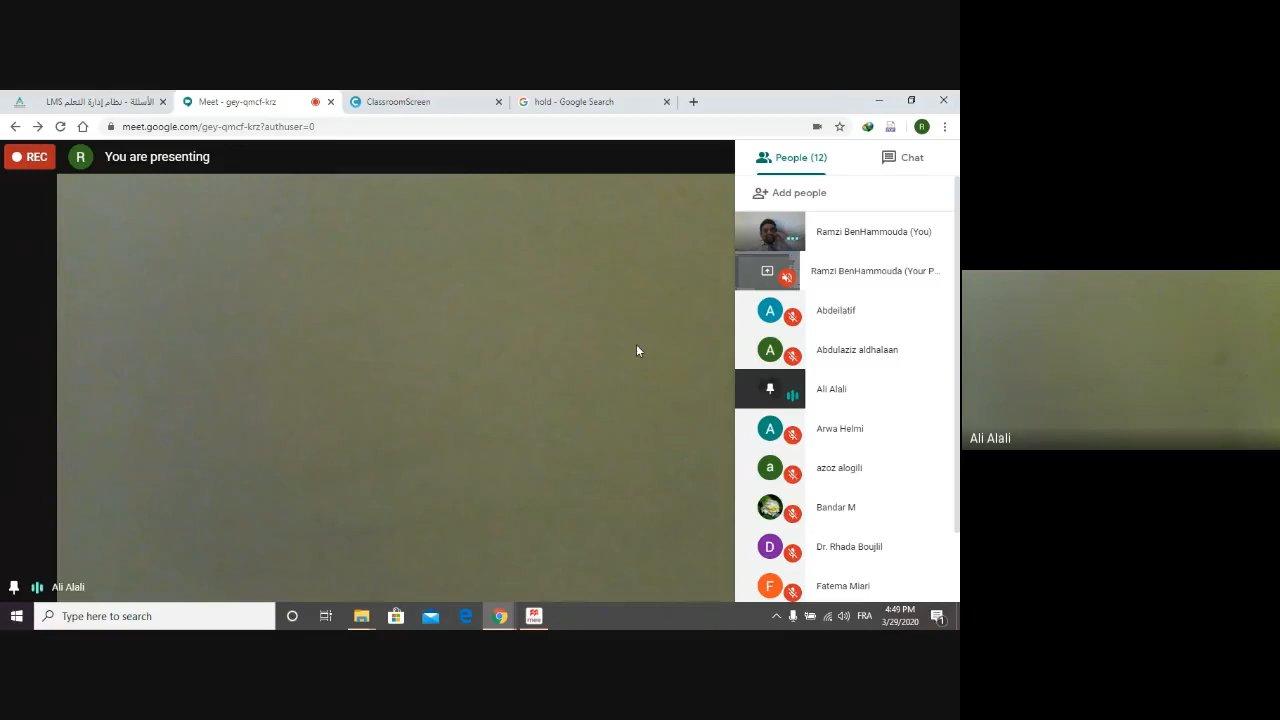 الأسئلة - نظام إدارة التعلم LMS
Meet - gey-qmcf-krz
ClassroomScreen
hold - Google Search
meet.google.com/gey-qmcf-krz?authuser=0
R
REC
R
You are presenting
People (12)
Chat
Add people
Ramzi BenHammouda (You)
Ramzi BenHammouda (Your P...
A
Abdeilatif
A
Abdulaziz aldhalaan
Ali Alali
A
Arwa Helmi
a
azoz alogili
Bandar M
D
Dr. Rhada Boujlil
F
Fatema Mlari
Ali Alali
Ali Alali
Type here to search
FRA
4:49 PM
3/29/2020
1